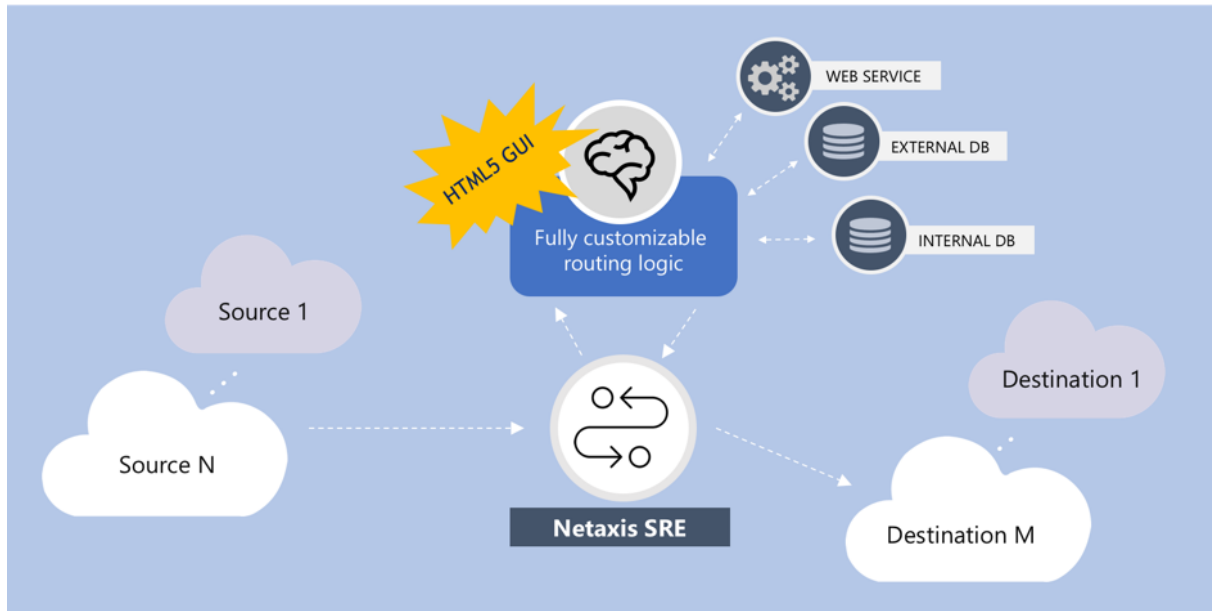 WEB SERVICE
EXTERNAL DB
HTML5 GUI
Fully customizable
routing logic
INTERNAL DB
Source 1
Destination 1
Source N
Netaxis SRE
Destination M